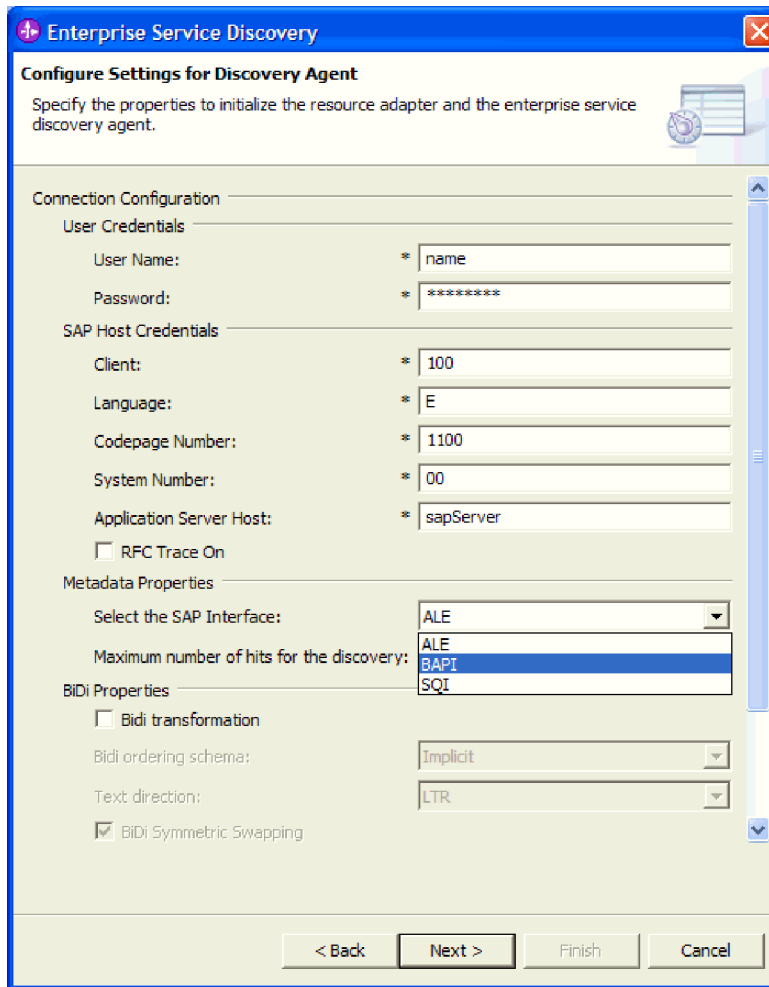 Enterprise Service Discovery
Configure Settings for Discovery Agent
Specify the properties to initialize the resource adapter and the enterprise service
discovery agent.
Connection Configuration
User Credentials
User Name: * name
Password: * ********
SAP Host Credentials
Client: * 100
Language: * E
Codepage Number: * 1100
System Number: * 00
Application Server Host: * sapServer
RFC Trace On
Metadata Properties
Select the SAP Interface: ALE
ALE
Maximum number of hits for the discovery: BAPI
SQI
BiDi Properties
Bidi transformation
Bidi ordering schema: Implicit
Text direction: LTR
BiDi Symmetric Swapping
< Back Next > Finish Cancel